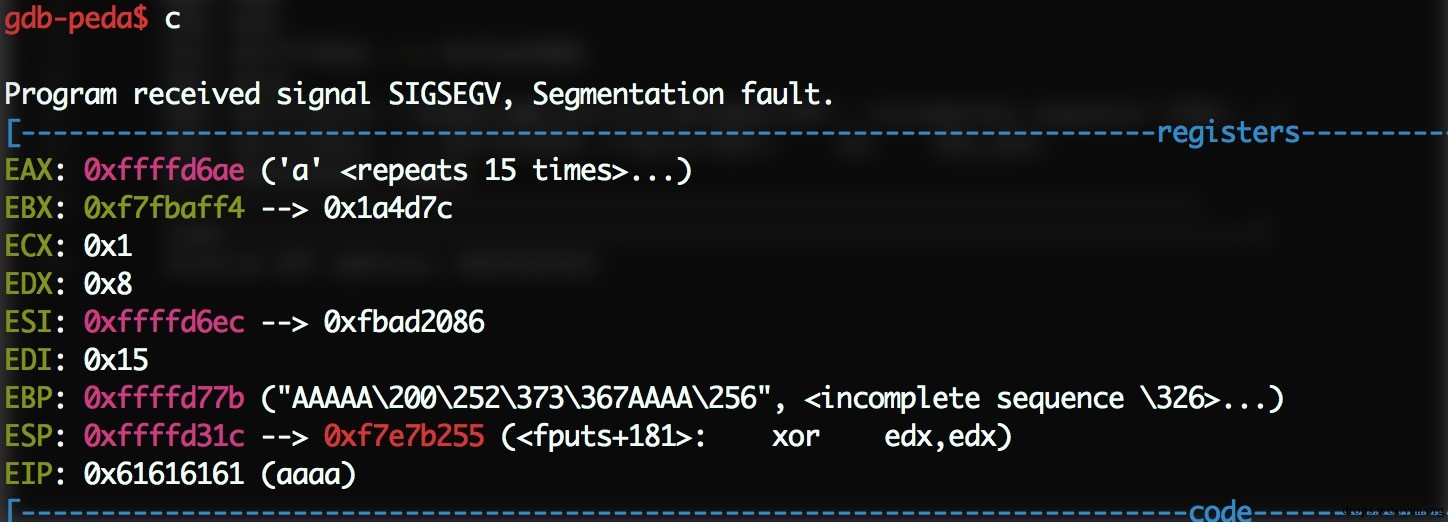 gdb-peda$ c
Program received signal SIGSEGV, Segmentation fault.
[-----------------------------------------------------------------------registers---------
EAX: 0xffffd6ae ('a' <repeats 15 times>...)
EBX: 0xf7fbaff4 --> 0x1a4d7c
ECX: 0x1
EDX: 0x8
ESI: 0xffffd6ec --> 0xfbad2086
EDI: 0x15
EBP: 0xffffd77b ("AAAAA\200\252\373\367AAAA\256", <incomplete sequence \326>...)
ESP: 0xffffd31c --> 0xf7e7b255 (<fputs+181>:    xor    edx,edx)
EIP: 0x61616161 (aaaa)
[-------------------------------------------------------------------------code------------